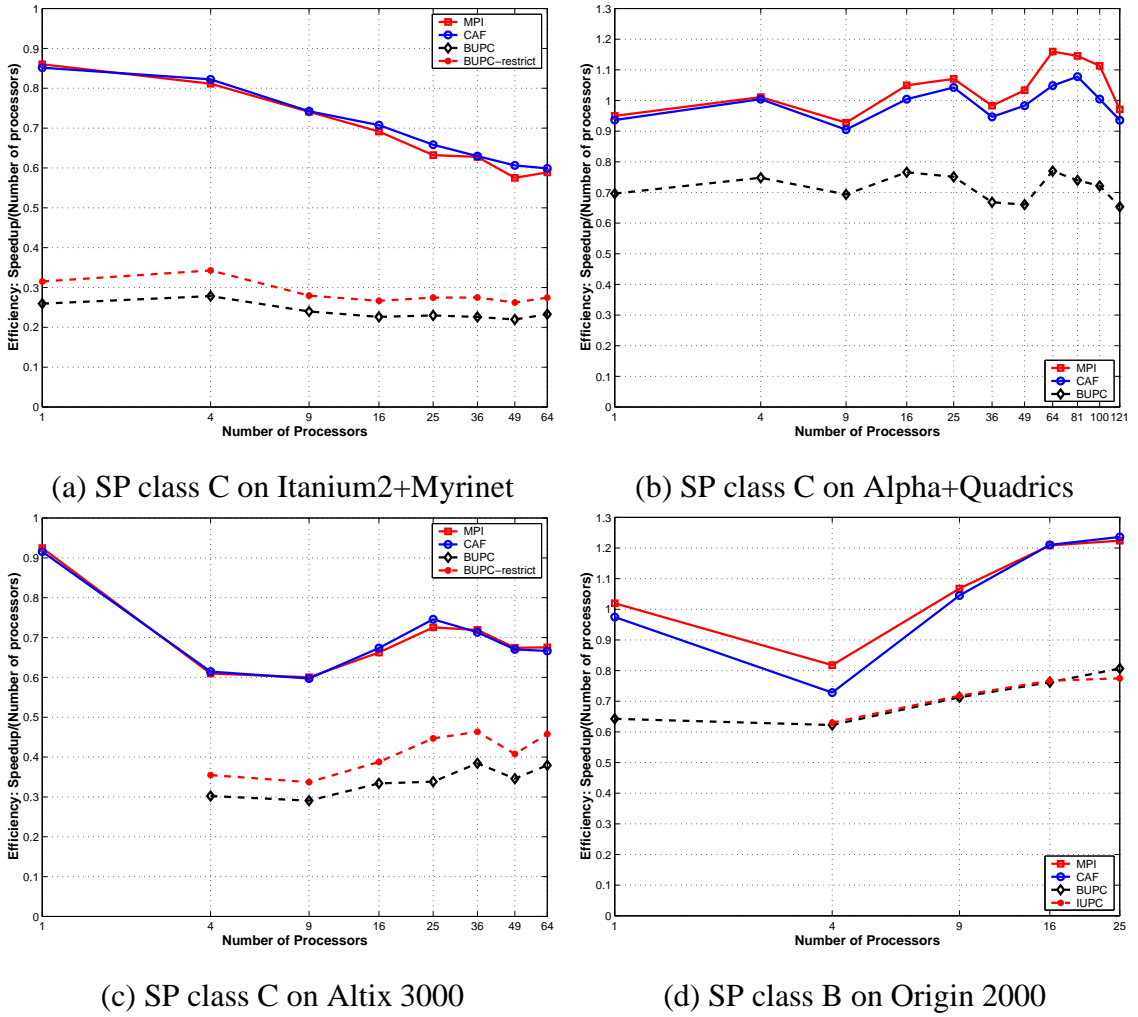 1
0.9
0.8
0.7
0.6
0.5
0.4
0.3
0.2
0.1
0
Efficiency: Speedup/(Number of processors)
1 4 9 16 25 36 49 64
Number of Processors
MPI
CAF
BUPC
BUPC-restrict
(a) SP class C on Itanium2+Myrinet
1.3
1.2
1.1
1
0.9
0.8
0.7
0.6
0.5
0.4
0.3
0.2
0.1
0
Efficiency: Speedup/(Number of processors)
1 4 9 16 25 36 49 64 81 100 121
Number of Processors
MPI
CAF
BUPC
(b) SP class C on Alpha+Quadrics
1
0.9
0.8
0.7
0.6
0.5
0.4
0.3
0.2
0.1
0
Efficiency: Speedup/(Number of processors)
1 4 9 16 25 36 49 64
Number of Processors
MPI
CAF
BUPC
BUPC-restrict
(c) SP class C on Altix 3000
1.3
1.2
1.1
1
0.9
0.8
0.7
0.6
0.5
0.4
0.3
0.2
0.1
0
Efficiency: Speedup/(Number of processors)
1 4 9 16 25
Number of Processors
MPI
CAF
BUPC
IUPC
(d) SP class B on Origin 2000